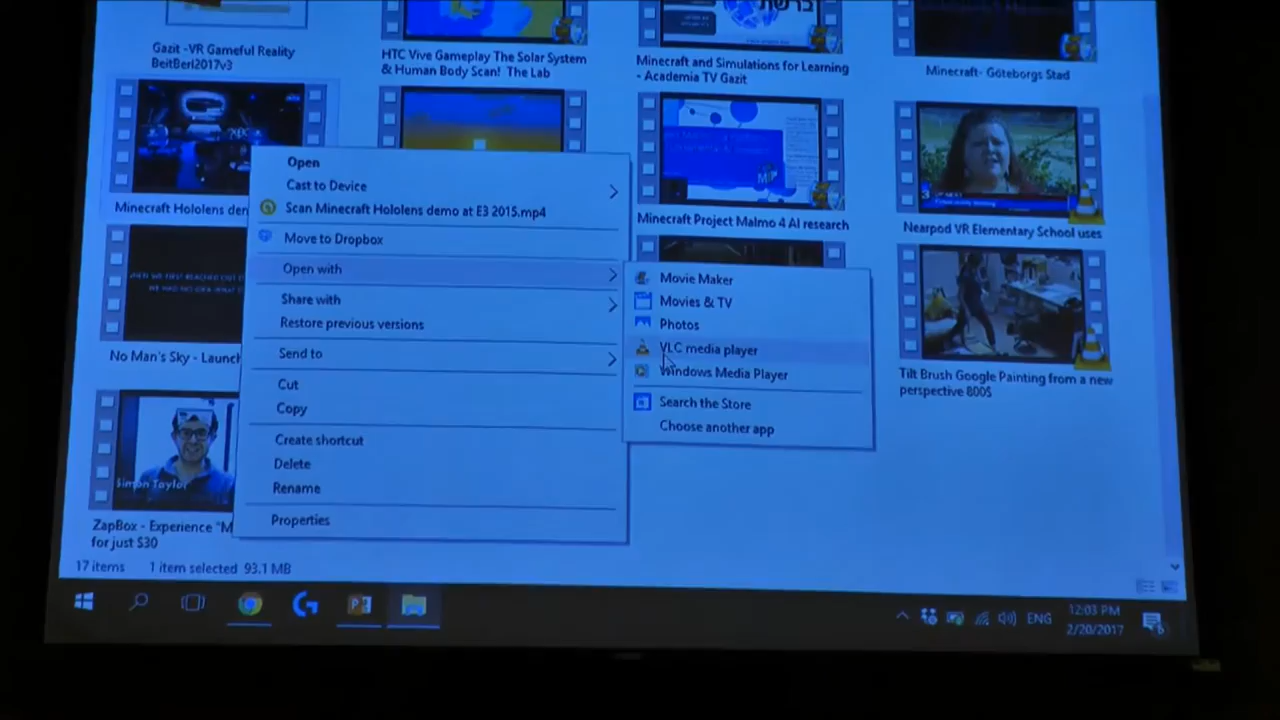 ברשת
Gazit -VR Gameful Reality
BeitBerl2017v3
HTC Vive Gameplay The Solar System
& Human Body Scan! The Lab
Minecraft and Simulations for Learning
- Academia TV Gazit
Minecraft- Göteborgs Stad
Minecraft Hololens den
Minecraft Project Malmo 4 AI research
Nearpod VR Elementary School uses
No Man's Sky - Launch
Tilt Brush Google Painting from a new
perspective 800$
Simon Taylor
ZapBox - Experience "M
for just $30
Open
Cast to Device
Scan Minecraft Hololens demo at E3 2015.mp4
Move to Dropbox
Open with
Share with
Restore previous versions
Send to
Cut
Copy
Create shortcut
Delete
Rename
Properties
Movie Maker
Movies & TV
Photos
VLC media player
Windows Media Player
Search the Store
Choose another app
17 items 1 item selected 93.1 MB
ENG
12:03 PM
2/20/2017